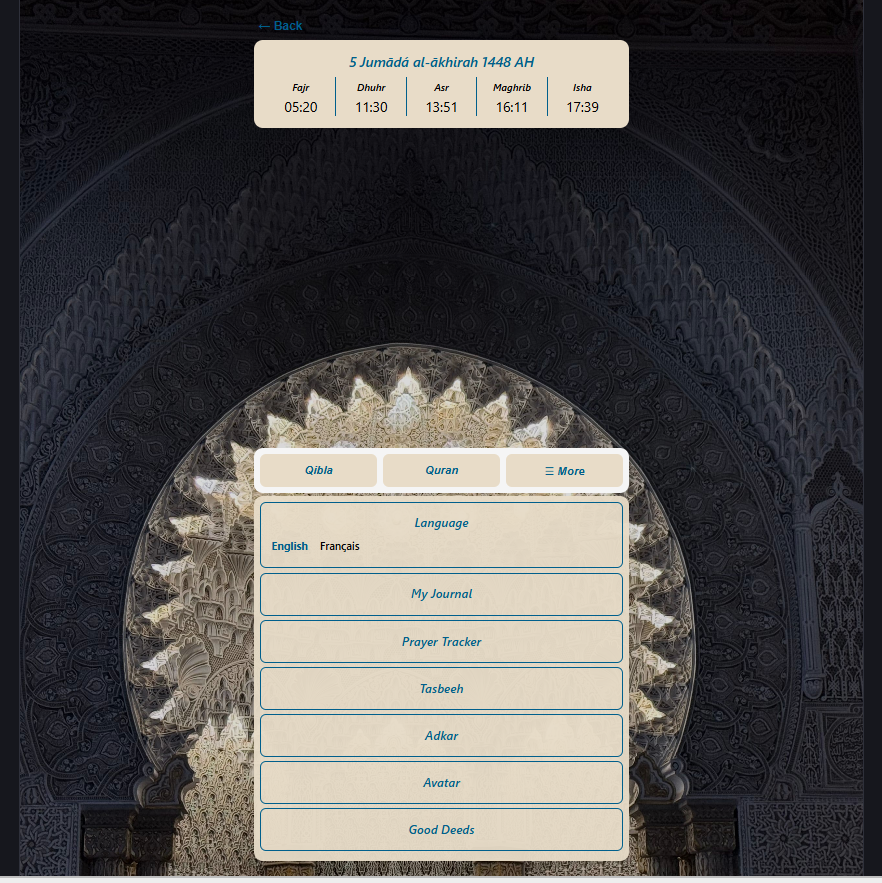 ← Back
5 Jumādá al-ākhirah 1448 AH
Fajr Dhuhr Asr Maghrib Isha
05:20 11:30 13:51 16:11 17:39
Qibla Quran ☰ More
Language
English Français
My Journal
Prayer Tracker
Tasbeeh
Adkar
Avatar
Good Deeds